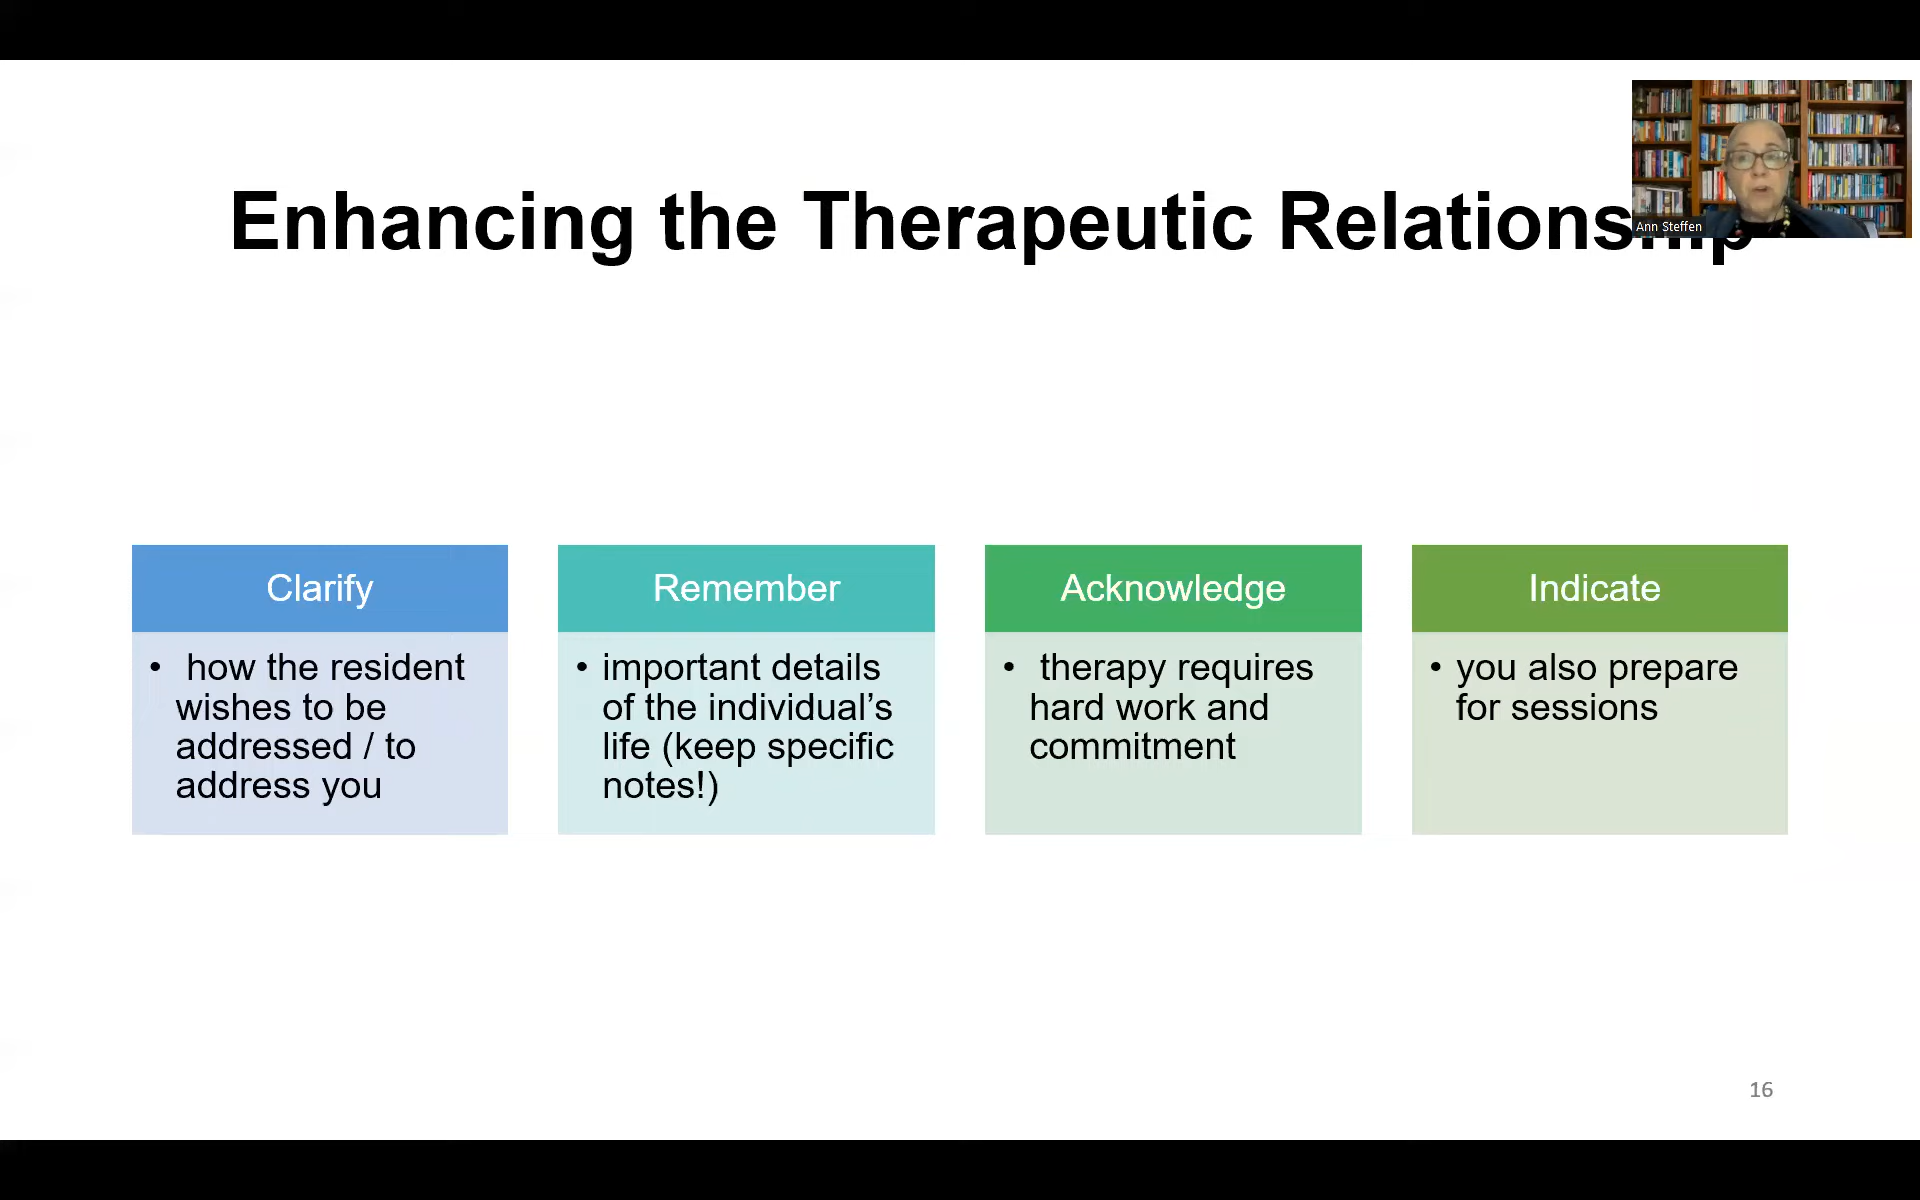 Enhancing the Therapeutic Relationship
Ann Steffen
Clarify
• how the resident
wishes to be
addressed / to
address you
Remember
• important details
of the individual’s
life (keep specific
notes!)
Acknowledge
• therapy requires
hard work and
commitment
Indicate
• you also prepare
for sessions
16